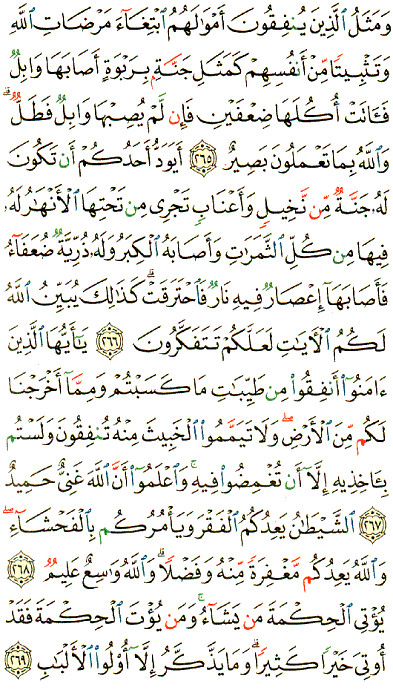 وَمَثَلُ ٱلَّذِينَ يُنفِقُونَ أَمْوَٰلَهُمُ ٱبْتِغَآءَ مَرْضَاتِ ٱللَّهِ
وَتَثْبِيتًا مِّنْ أَنفُسِهِمْ كَمَثَلِ جَنَّةٍۭ بِرَبْوَةٍ أَصَابَهَا وَابِلٌ
فَـَٔاتَتْ أُكُلَهَا ضِعْفَيْنِ فَإِن لَّمْ يُصِبْهَا وَابِلٌ فَطَلٌّ ۗ
وَٱللَّهُ بِمَا تَعْمَلُونَ بَصِيرٌ ٢٦٥ أَيَوَدُّ أَحَدُكُمْ أَن تَكُونَ
لَهُۥ جَنَّةٌ مِّن نَّخِيلٍ وَأَعْنَابٍ تَجْرِى مِن تَحْتِهَا ٱلْأَنْهَٰرُ لَهُۥ
فِيهَا مِن كُلِّ ٱلثَّمَرَٰتِ وَأَصَابَهُ ٱلْكِبَرُ وَلَهُۥ ذُرِّيَّةٌ ضُعَفَآءُ
فَأَصَابَهَآ إِعْصَارٌ فِيهِ نَارٌ فَٱحْتَرَقَتْ ۗ كَذَٰلِكَ يُبَيِّنُ ٱللَّهُ
لَكُمُ ٱلْـَٔايَٰتِ لَعَلَّكُمْ تَتَفَكَّرُونَ ٢٦٦ يَٰٓأَيُّهَا ٱلَّذِينَ
ءَامَنُوٓا۟ أَنفِقُوا۟ مِن طَيِّبَٰتِ مَا كَسَبْتُمْ وَمِمَّآ أَخْرَجْنَا
لَكُم مِّنَ ٱلْأَرْضِ ۖ وَلَا تَيَمَّمُوا۟ ٱلْخَبِيثَ مِنْهُ تُنفِقُونَ وَلَسْتُم
بِـَٔاخِذِيهِ إِلَّآ أَن تُغْمِضُوا۟ فِيهِ ۚ وَٱعْلَمُوٓا۟ أَنَّ ٱللَّهَ غَنِىٌّ حَمِيدٌ
٢٦٧ ٱلشَّيْطَٰنُ يَعِدُكُمُ ٱلْفَقْرَ وَيَأْمُرُكُم بِٱلْفَحْشَآءِ ۖ
وَٱللَّهُ يَعِدُكُم مَّغْفِرَةً مِّنْهُ وَفَضْلًا ۗ وَٱللَّهُ وَٰسِعٌ عَلِيمٌ ٢٦٨
يُؤْتِى ٱلْحِكْمَةَ مَن يَشَآءُ ۚ وَمَن يُؤْتَ ٱلْحِكْمَةَ فَقَدْ
أُوتِىَ خَيْرًا كَثِيرًا ۗ وَمَا يَذَّكَّرُ إِلَّآ أُو۟لُوا۟ ٱلْأَلْبَٰبِ ٢٦٩